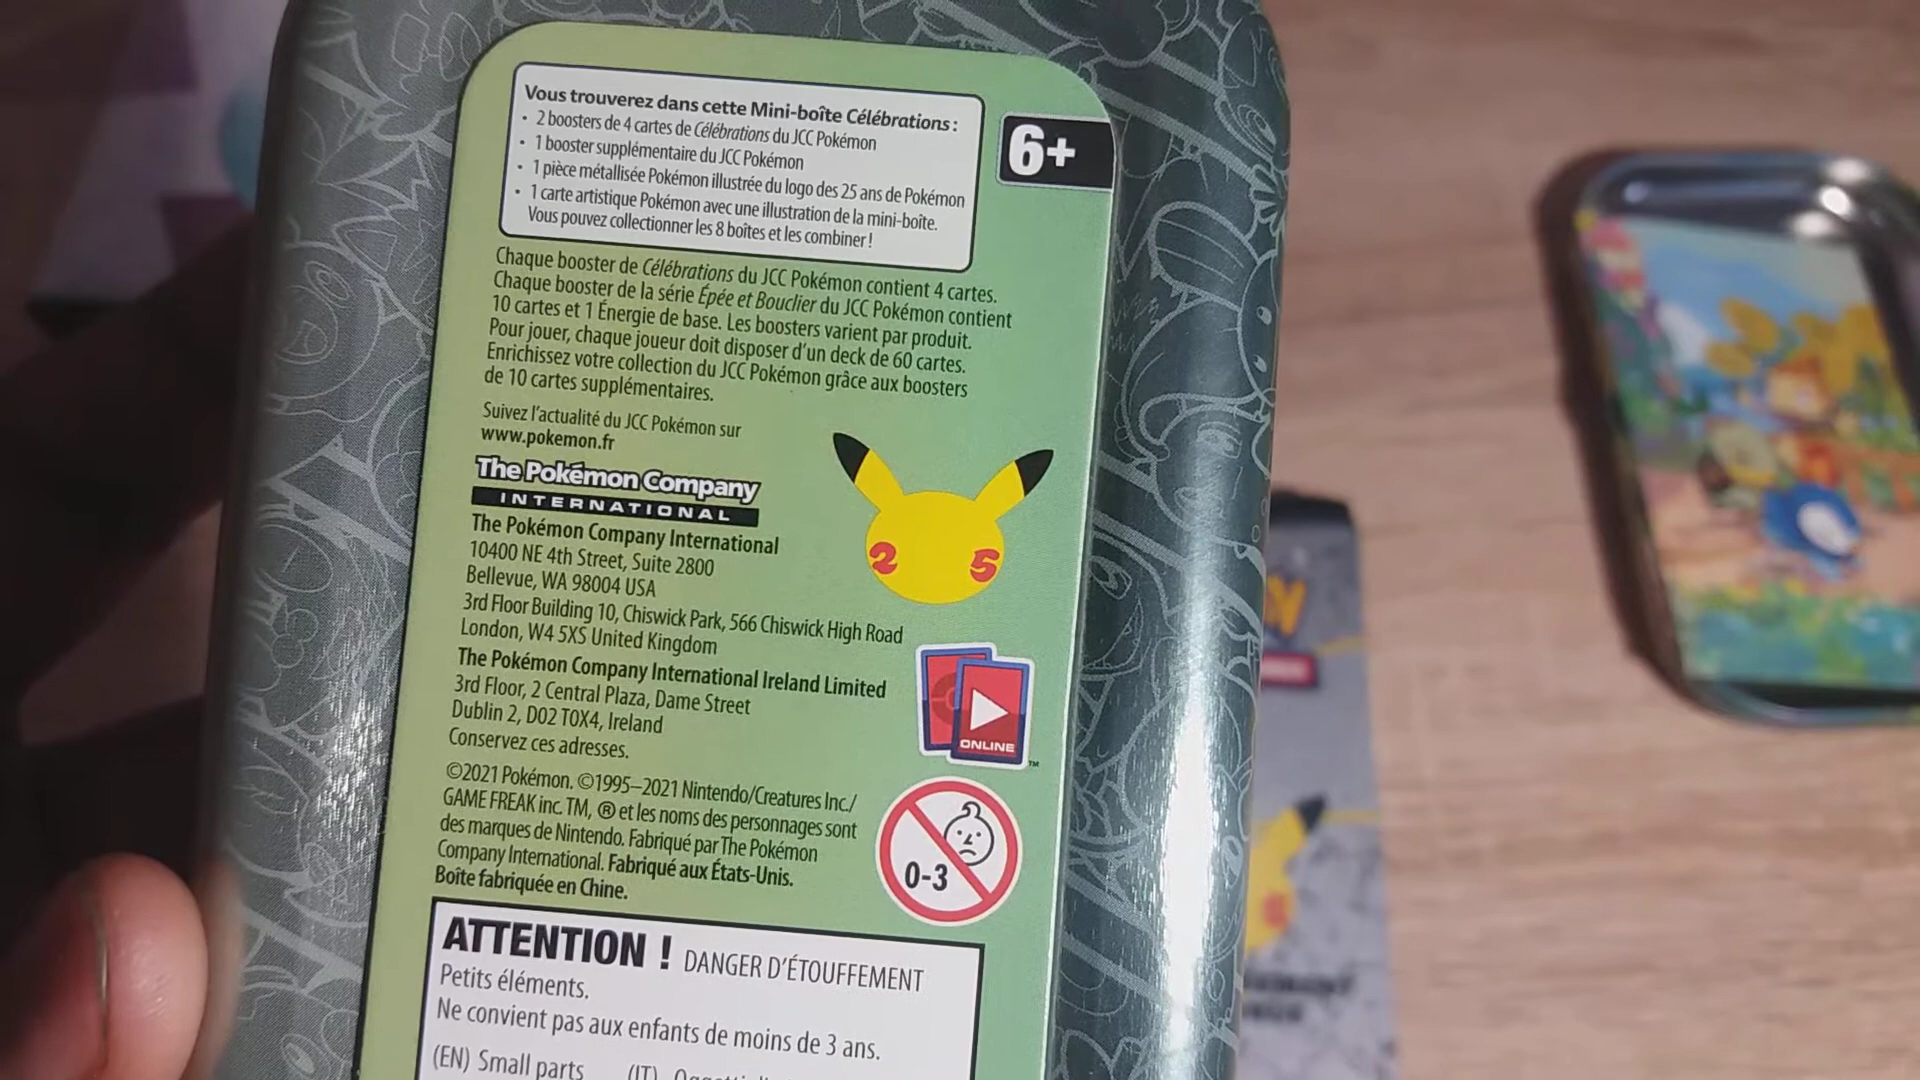 Vous trouverez dans cette Mini-boîte Célébrations :
• 2 boosters de 4 cartes de Célébrations du JCC Pokémon
• 1 booster supplémentaire du JCC Pokémon
• 1 pièce métallisée Pokémon illustrée du logo des 25 ans de Pokémon
• 1 carte artistique Pokémon avec une illustration de la mini-boîte.
Vous pouvez collectionner les 8 boîtes et les combiner !
6+
Chaque booster de Célébrations du JCC Pokémon contient 4 cartes.
Chaque booster de la série Épée et Bouclier du JCC Pokémon contient
10 cartes et 1 Énergie de base. Les boosters varient par produit.
Pour jouer, chaque joueur doit disposer d'un deck de 60 cartes.
Enrichissez votre collection du JCC Pokémon grâce aux boosters
de 10 cartes supplémentaires.
Suivez l'actualité du JCC Pokémon sur
www.pokemon.fr
The Pokémon Company
INTERNATIONAL
The Pokémon Company International
10400 NE 4th Street, Suite 2800
Bellevue, WA 98004 USA
3rd Floor Building 10, Chiswick Park, 566 Chiswick High Road
London, W4 5XS United Kingdom
The Pokémon Company International Ireland Limited
3rd Floor, 2 Central Plaza, Dame Street
Dublin 2, D02 T0X4, Ireland
Conservez ces adresses.
25
ONLINE
TM
©2021 Pokémon. ©1995–2021 Nintendo/Creatures Inc./
GAME FREAK inc. TM, ® et les noms des personnages sont
des marques de Nintendo. Fabriqué par The Pokémon
Company International. Fabriqué aux États-Unis.
Boîte fabriquée en Chine.
0-3
ATTENTION ! DANGER D'ÉTOUFFEMENT
Petits éléments.
Ne convient pas aux enfants de moins de 3 ans.
(EN) Small parts (IT)